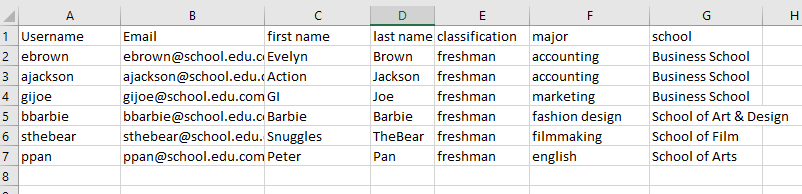 A B C D E F G H
1 Username Email first name last name classification major school
2 ebrown ebrown@school.edu.c Evelyn Brown freshman accounting Business School
3 ajackson ajackson@school.edu. Action Jackson freshman accounting Business School
4 gijoe gijoe@school.edu.com GI Joe freshman marketing Business School
5 bbarbie bbarbie@school.edu.c Barbie Barbie freshman fashion design School of Art & Design
6 sthebear sthebear@school.edu. Snuggles TheBear freshman filmmaking School of Film
7 ppan ppan@school.edu.com Peter Pan freshman english School of Arts
8